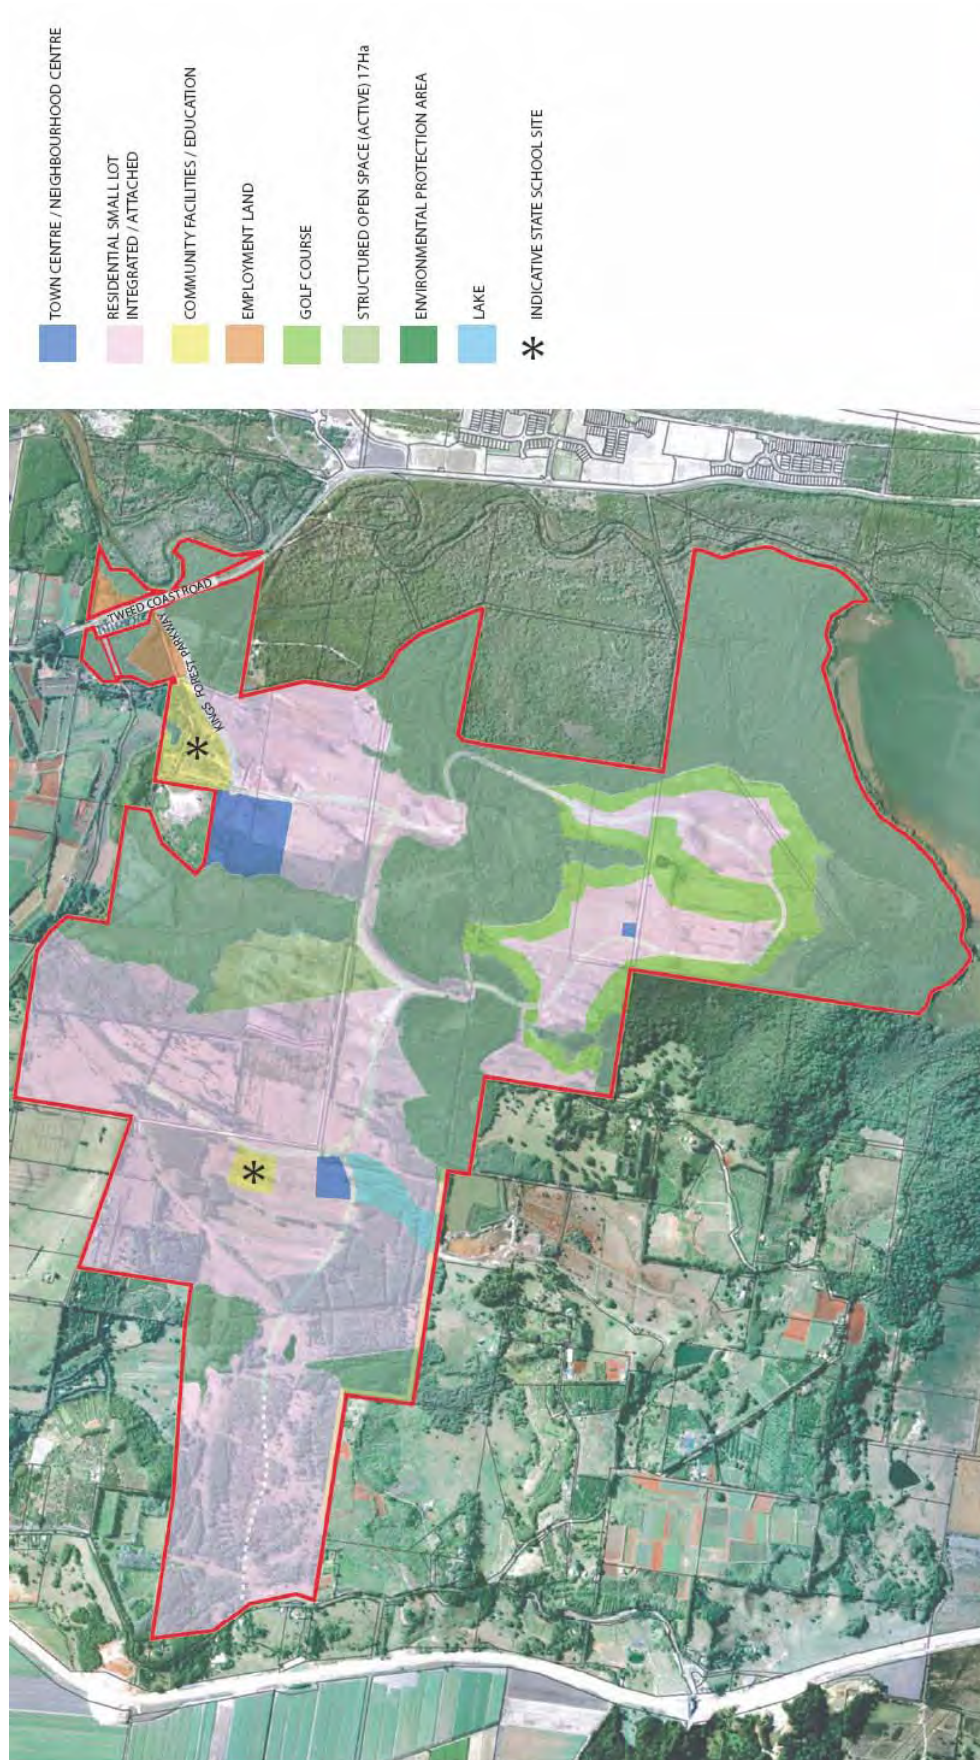 TOWN CENTRE / NEIGHBOURHOOD CENTRE
RESIDENTIAL SMALL LOT
INTEGRATED / ATTACHED
COMMUNITY FACILITIES / EDUCATION
EMPLOYMENT LAND
GOLF COURSE
STRUCTURED OPEN SPACE (ACTIVE) 17Ha
ENVIRONMENTAL PROTECTION AREA
LAKE
* INDICATIVE STATE SCHOOL SITE
TWEED COAST ROAD
KINGS FOREST PARKWAY
*
*